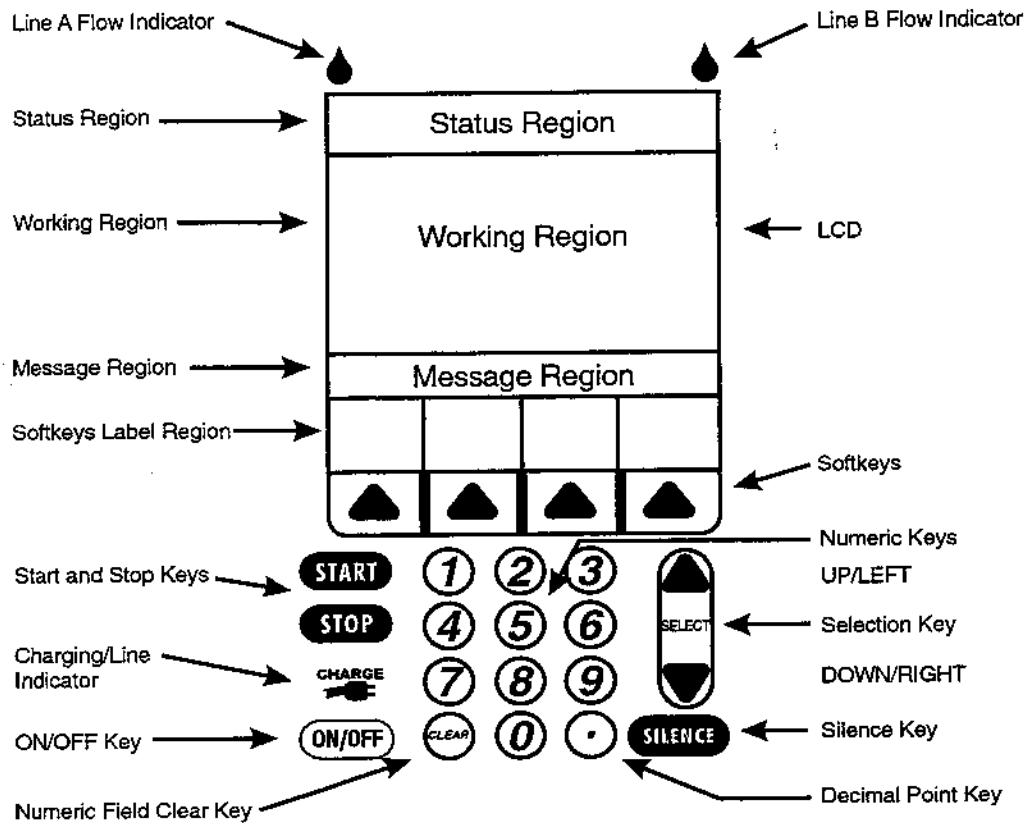 Line A Flow Indicator
Line B Flow Indicator
Status Region
Status Region
Working Region
Working Region
LCD
Message Region
Message Region
Softkeys Label Region
Softkeys
Numeric Keys
Start and Stop Keys
START
1
2
3
UP/LEFT
STOP
4
5
6
SELECT
Selection Key
Charging/Line
Indicator
CHARGE
7
8
9
DOWN/RIGHT
ON/OFF Key
ON/OFF
CLEAR
0
.
SILENCE
Silence Key
Numeric Field Clear Key
Decimal Point Key